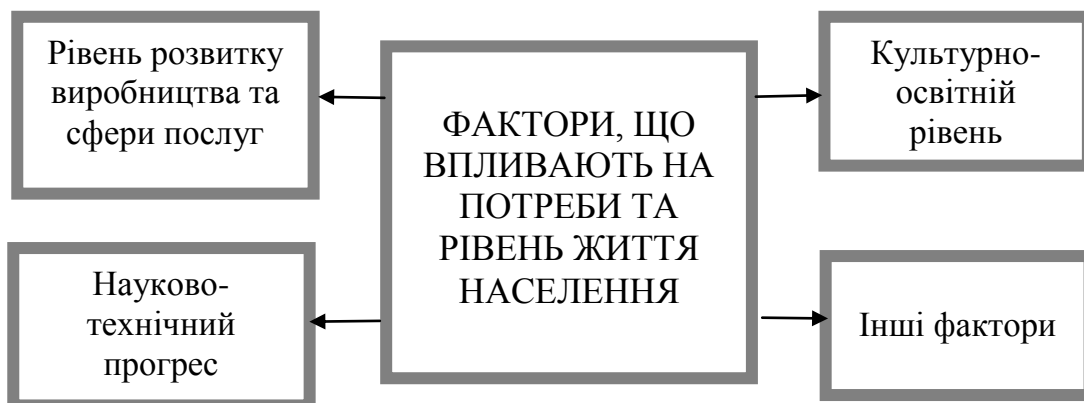 Рівень розвитку
виробництва та
сфери послуг
ФАКТОРИ, ЩО
ВПЛИВАЮТЬ НА
ПОТРЕБИ ТА
РІВЕНЬ ЖИТТЯ
НАСЕЛЕННЯ
Культурно-
освітній
рівень
Науково-
технічний
прогрес
Інші фактори